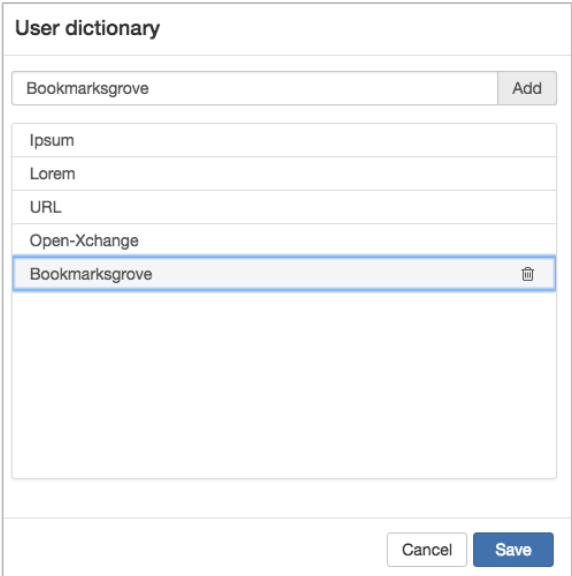 User dictionary
Bookmarksgrove Add
Ipsum
Lorem
URL
Open-Xchange
Bookmarksgrove
Cancel Save